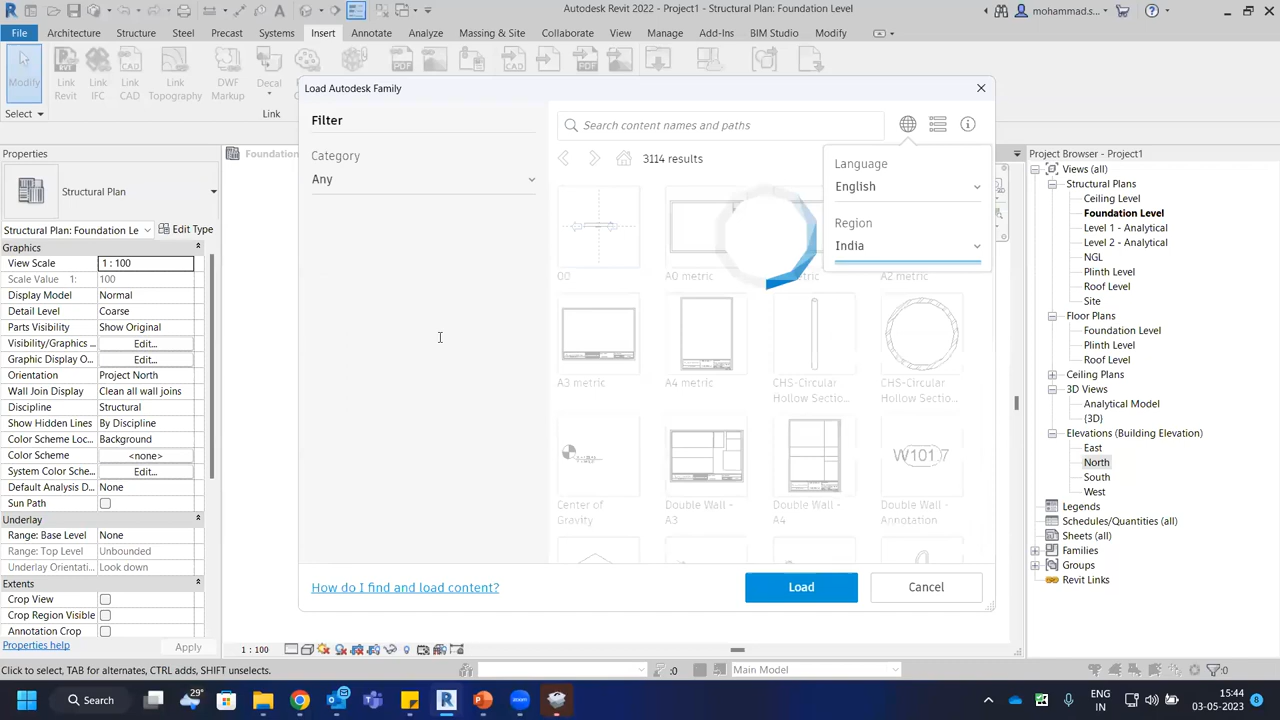 Autodesk Revit 2022 - Project1 - Structural Plan: Foundation Level
mohammad.s...
File Architecture Structure Steel Precast Systems Insert Annotate Analyze Massing & Site Collaborate View Manage Add-Ins BIM Studio Modify
Modify
Link Revit
Link IFC
Link CAD
Link Topography
DWF Markup
Decal
PDF
CAD
PDF
Select
Link
Load Autodesk Family
Filter
Category
Any
Search content names and paths
3114 results
Language
English
Region
India
00
A0 metric
A2 metric
A3 metric
A4 metric
CHS-Circular
Hollow Sectio...
CHS-Circular
Hollow Sectio...
W101 7
Center of
Gravity
Double Wall -
A3
Double Wall -
A4
Double Wall -
Annotation
How do I find and load content?
Load
Cancel
Properties
Structural Plan
Structural Plan: Foundation Le
Edit Type
Graphics
View Scale 1 : 100
Scale Value 1: 100
Display Model Normal
Detail Level Coarse
Parts Visibility Show Original
Visibility/Graphics ... Edit...
Graphic Display O... Edit...
Orientation Project North
Wall Join Display Clean all wall joins
Discipline Structural
Show Hidden Lines By Discipline
Color Scheme Loc... Background
Color Scheme <none>
System Color Sche... Edit...
Default Analysis D... None
Sun Path
Underlay
Range: Base Level None
Range: Top Level Unbounded
Underlay Orientati... Look down
Extents
Crop View
Crop Region Visible
Annotation Crop
Properties help
Apply
Foundation
Project Browser - Project1
Views (all)
Structural Plans
Ceiling Level
Foundation Level
Level 1 - Analytical
Level 2 - Analytical
NGL
Plinth Level
Roof Level
Site
Floor Plans
Foundation Level
Plinth Level
Roof Level
Ceiling Plans
3D Views
Analytical Model
{3D}
Elevations (Building Elevation)
East
North
South
West
Legends
Schedules/Quantities (all)
Sheets (all)
Families
Groups
Revit Links
1 : 100
Click to select, TAB for alternates, CTRL adds, SHIFT unselects.
:0
Main Model
:0
Search
29°
ENG
IN
15:44
03-05-2023
8